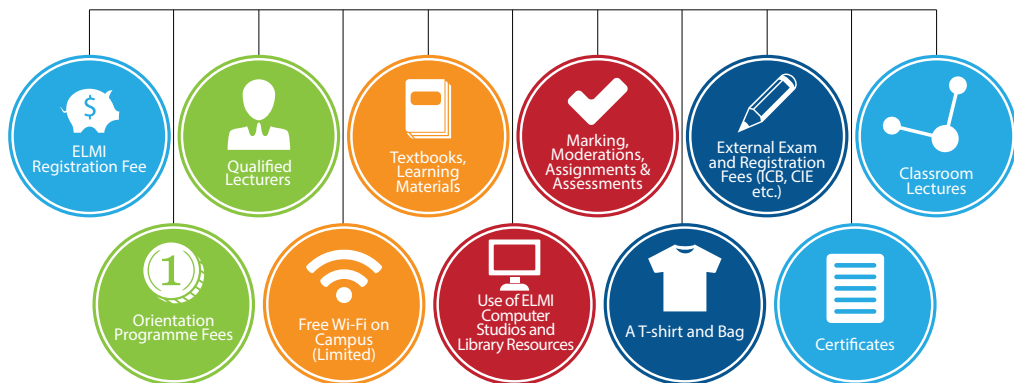 $
ELMI
Registration Fee
Qualified
Lecturers
Textbooks,
Learning
Materials
Marking,
Moderations,
Assignments &
Assessments
External Exam
and Registration
Fees (ICB, CIE
etc.)
Classroom
Lectures
1
Orientation
Programme Fees
Free Wi-Fi on
Campus
(Limited)
Use of ELMI
Computer
Studios and
Library Resources
A T-shirt and Bag
Certificates